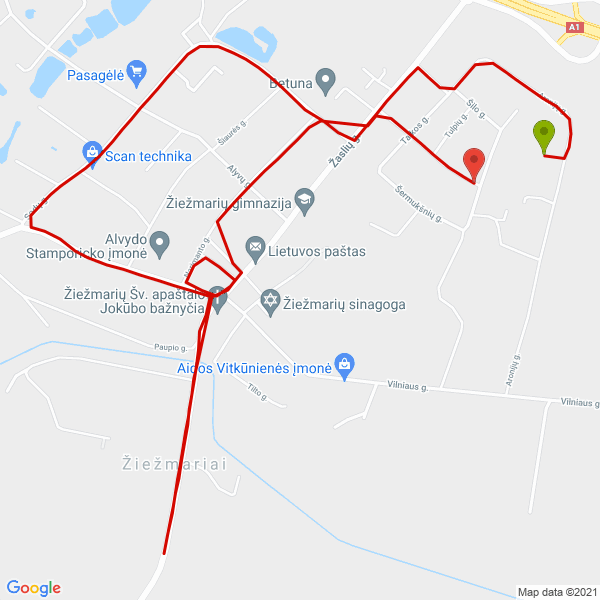 A1
Pasagėlė
Betuna
Šiaurės g.
Žaslių g.
Taikos g.
Tulpių g.
Šilo g.
Scan technika
Alyvų g.
Žiežmarių gimnazija
Šermukšnių g.
Alvydo
Stamporicko įmonė
Lietuvos paštas
Žiežmarių Šv. apaštalo
Jokūbo bažnyčia
Žiežmarių sinagoga
Paupio g.
Aidos Vitkūnienės įmonė
Tilto g.
Vilniaus g.
Aronijų g.
Vilniaus g.
Žiežmariai
Google
Map data ©2021